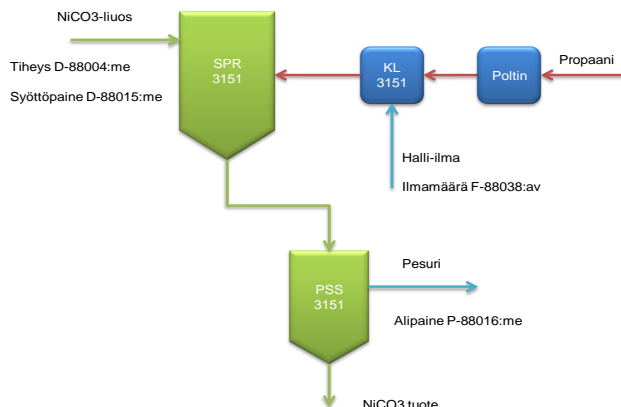 NiCO3-liuos
Tiheys D-88004:me
Syöttöpaine D-88015:me
SPR
3151
KL
3151
Poltin
Propaani
Halli-ilma
Ilmamäärä F-88038:av
PSS
3151
Pesuri
Alipaine P-88016:me
NiCO3 tuote